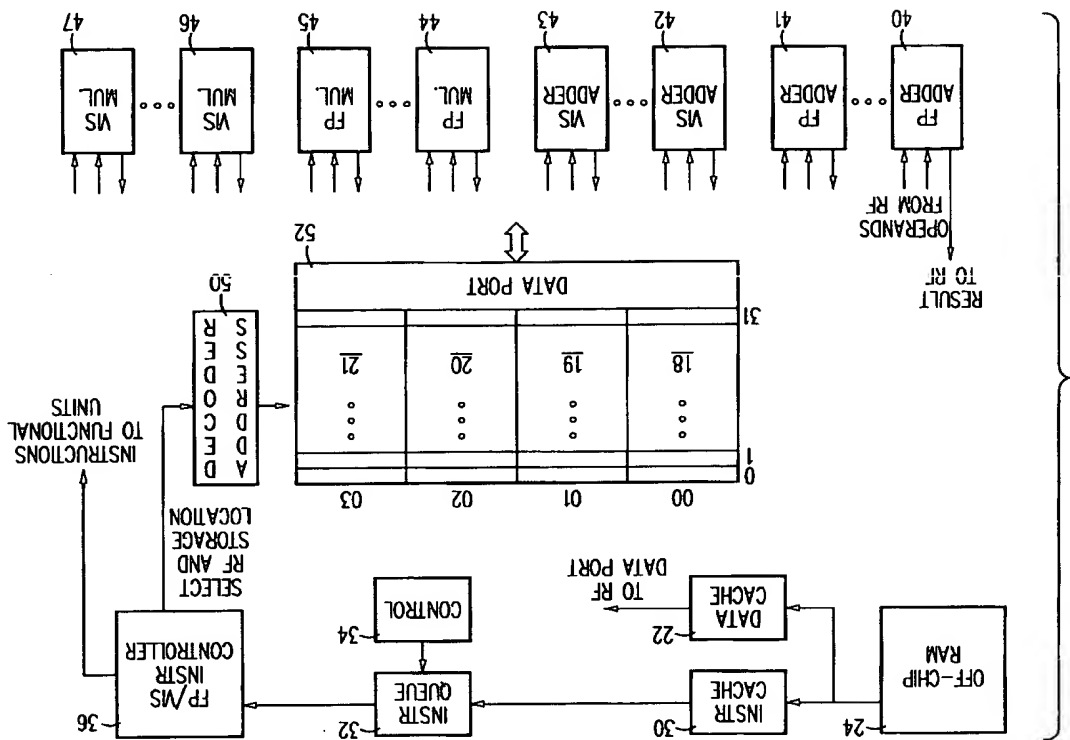 24
OFF-CHIP
RAM
30
INSTR
CACHE
32
INSTR
QUEUE
36
FP/VIS
INSTR
CONTROLLER
22
DATA
CACHE
34
CONTROL
TO RF
DATA PORT
SELECT
RF AND
STORAGE
LOCATION
INSTRUCTIONS
TO FUNCTIONAL
UNITS
00 01 02 03
0
1
18 19 20 21
31
DATA PORT
52
ADDRESS
DECODER
50
RESULT
TO RF
OPERANDS
FROM RF
FP
ADDER
40
FP
ADDER
41
VIS
ADDER
42
VIS
ADDER
43
FP
MUL.
44
FP
MUL.
45
VIS
MUL
46
VIS
MUL.
47